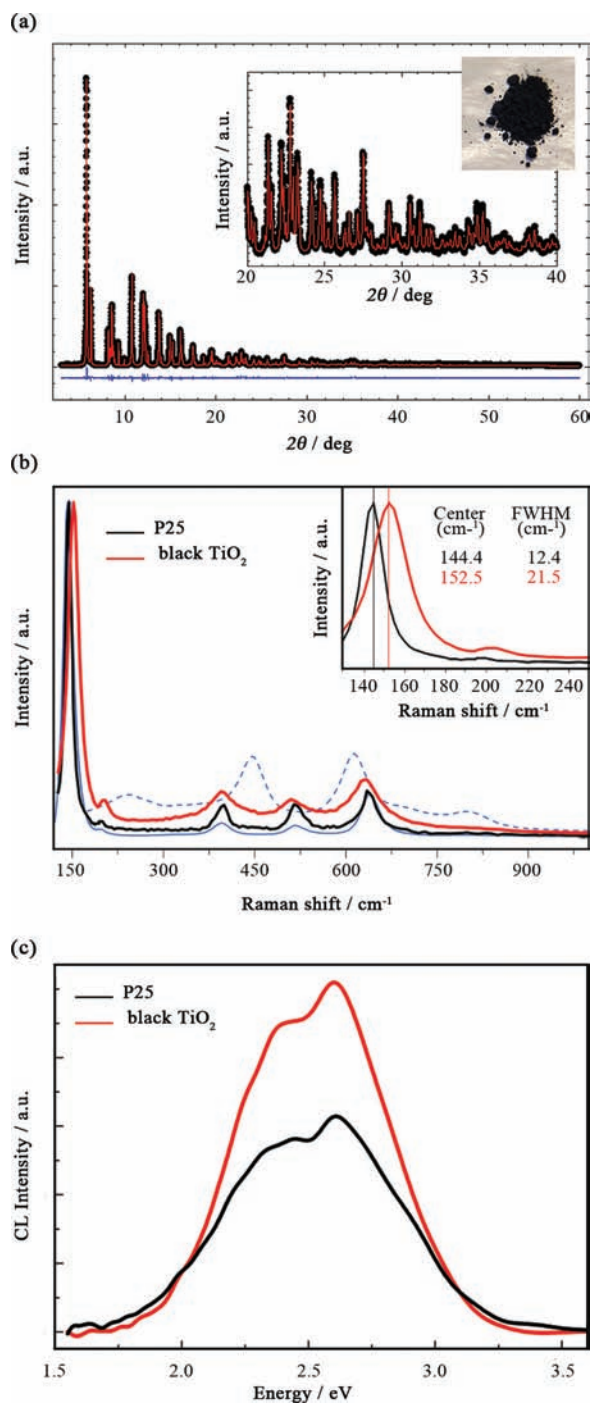 (a)
Intensity / a.u.
Intensity / a.u.
20 25 30 35 40
2θ / deg
10 20 30 40 50 60
2θ / deg
(b)
P25
black TiO₂
Intensity / a.u.
Intensity / a.u.
Center FWHM
(cm-¹) (cm-¹)
144.4 12.4
152.5 21.5
140 160 180 200 220 240
Raman shift / cm⁻¹
150 300 450 600 750 900
Raman shift / cm⁻¹
(c)
P25
black TiO₂
CL Intensity / a.u.
1.5 2.0 2.5 3.0 3.5
Energy / eV